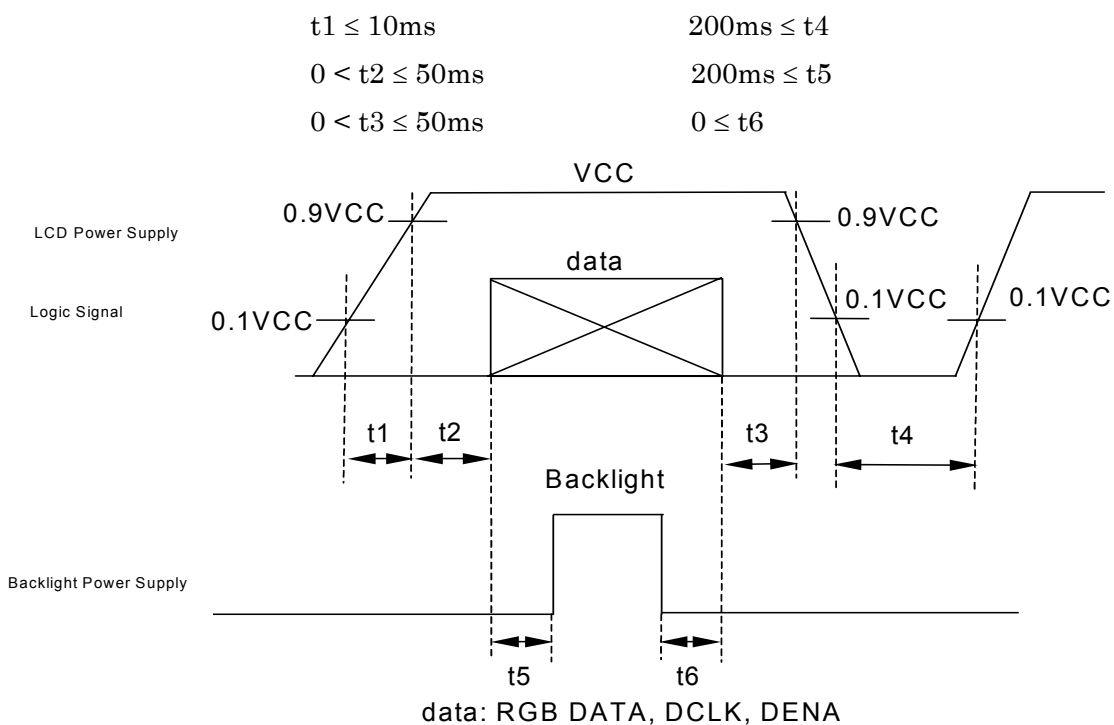 t1 ≤ 10ms 200ms ≤ t4
0 < t2 ≤ 50ms 200ms ≤ t5
0 < t3 ≤ 50ms 0 ≤ t6
VCC
0.9VCC 0.9VCC
LCD Power Supply
data
Logic Signal
0.1VCC 0.1VCC 0.1VCC
t1 t2 t3 t4
Backlight
Backlight Power Supply
t5 t6
data: RGB DATA, DCLK, DENA